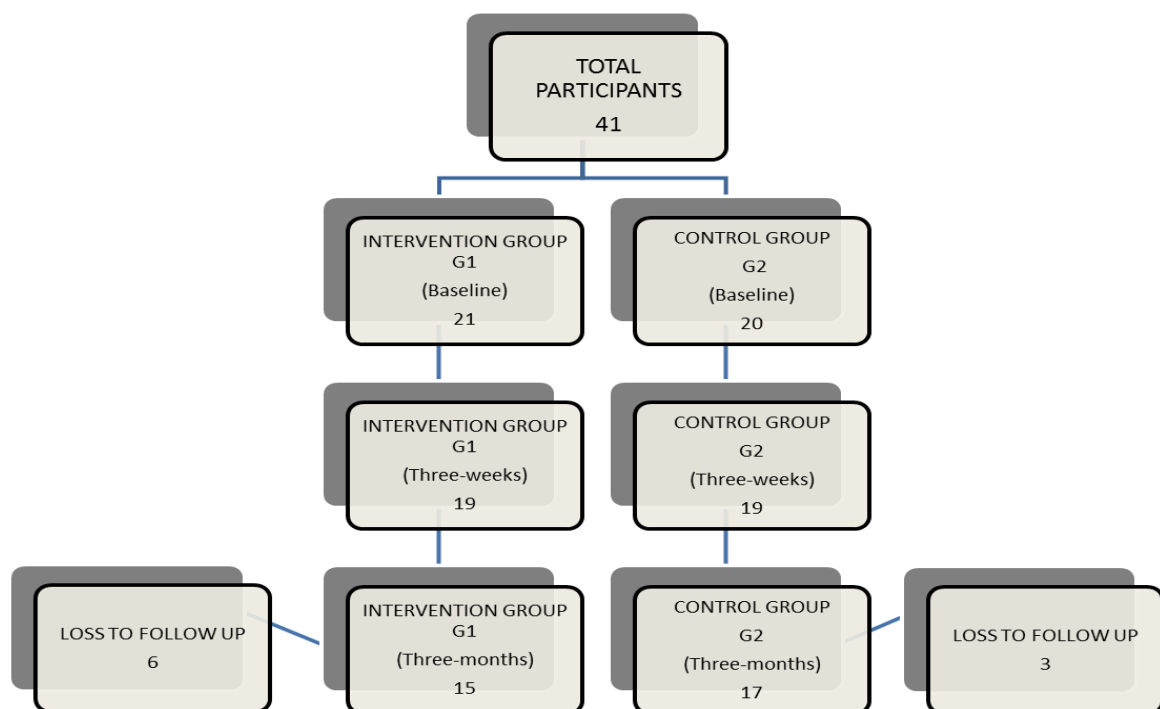 TOTAL
PARTICIPANTS
41
INTERVENTION GROUP
G1
(Baseline)
21
CONTROL GROUP
G2
(Baseline)
20
INTERVENTION GROUP
G1
(Three-weeks)
19
CONTROL GROUP
G2
(Three-weeks)
19
LOSS TO FOLLOW UP
6
INTERVENTION GROUP
G1
(Three-months)
15
CONTROL GROUP
G2
(Three-months)
17
LOSS TO FOLLOW UP
3